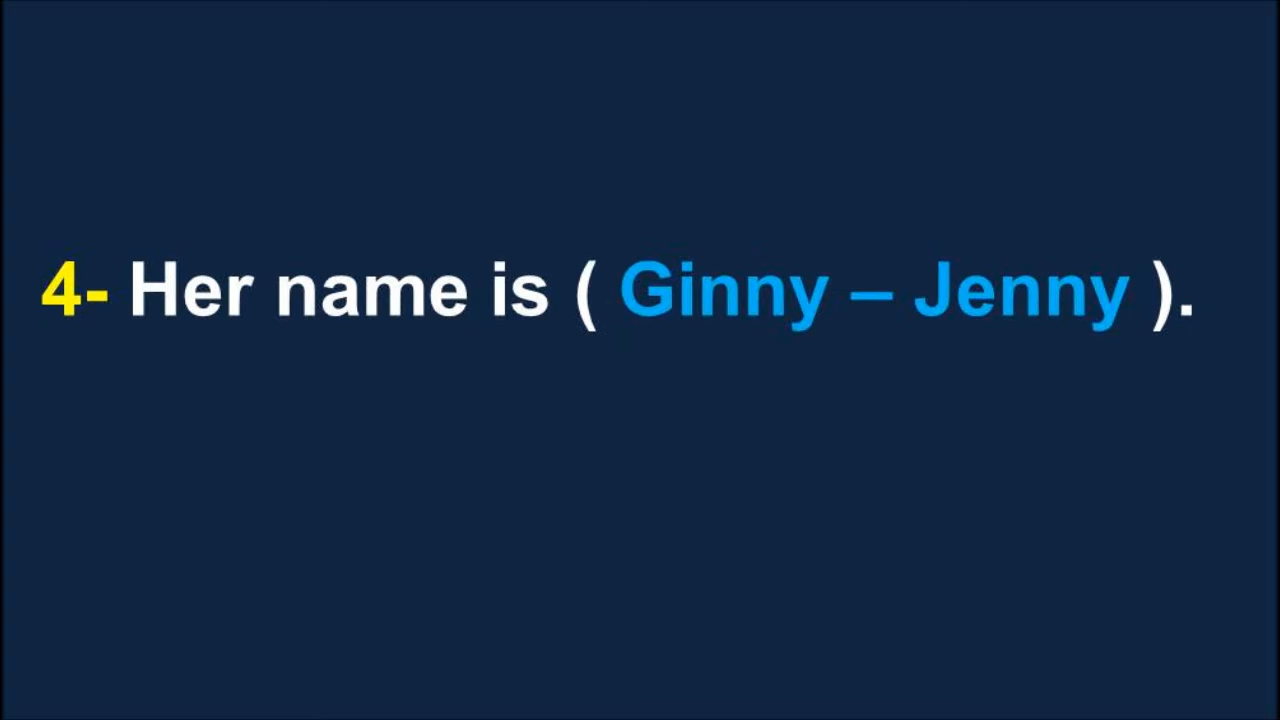 4- Her name is ( Ginny – Jenny ).